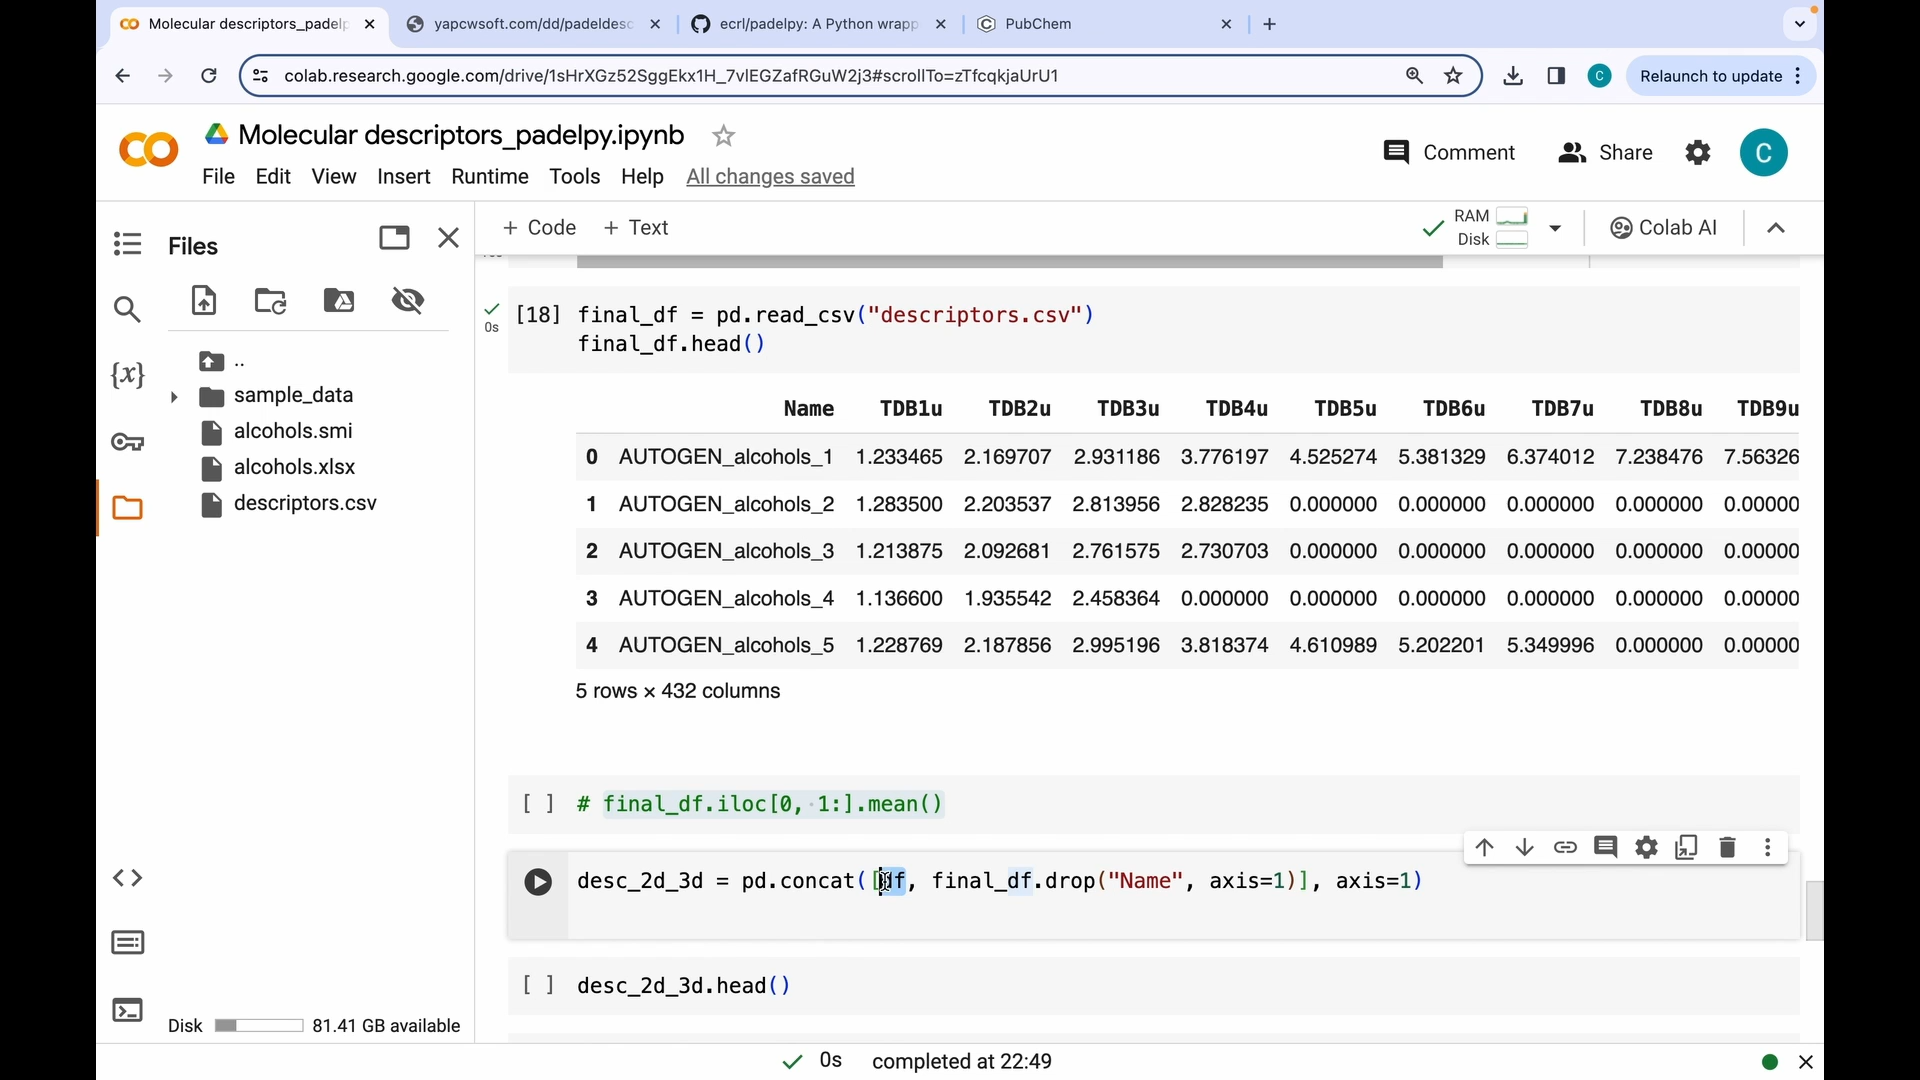 Molecular descriptors_padelp
yapcwsoft.com/dd/padeldesc
ecrl/padelpy: A Python wrapp
PubChem
colab.research.google.com/drive/1sHrXGz52SggEkx1H_7vlEGZafRGuW2j3#scrollTo=zTfcqkjaUrU1
C
Relaunch to update
Molecular descriptors_padelpy.ipynb
Comment
Share
C
File Edit View Insert Runtime Tools Help All changes saved
Files
+ Code + Text
RAM
Disk
Colab AI
..
sample_data
alcohols.smi
alcohols.xlsx
descriptors.csv
{x}
0s
[18] final_df = pd.read_csv("descriptors.csv")
final_df.head()
Name TDB1u TDB2u TDB3u TDB4u TDB5u TDB6u TDB7u TDB8u TDB9u
0 AUTOGEN_alcohols_1 1.233465 2.169707 2.931186 3.776197 4.525274 5.381329 6.374012 7.238476 7.56326
1 AUTOGEN_alcohols_2 1.283500 2.203537 2.813956 2.828235 0.000000 0.000000 0.000000 0.000000 0.00000
2 AUTOGEN_alcohols_3 1.213875 2.092681 2.761575 2.730703 0.000000 0.000000 0.000000 0.000000 0.00000
3 AUTOGEN_alcohols_4 1.136600 1.935542 2.458364 0.000000 0.000000 0.000000 0.000000 0.000000 0.00000
4 AUTOGEN_alcohols_5 1.228769 2.187856 2.995196 3.818374 4.610989 5.202201 5.349996 0.000000 0.00000
5 rows × 432 columns
[ ] # final_df.iloc[0, 1:].mean()
desc_2d_3d = pd.concat([df, final_df.drop("Name", axis=1)], axis=1)
[ ] desc_2d_3d.head()
Disk 81.41 GB available
0s completed at 22:49